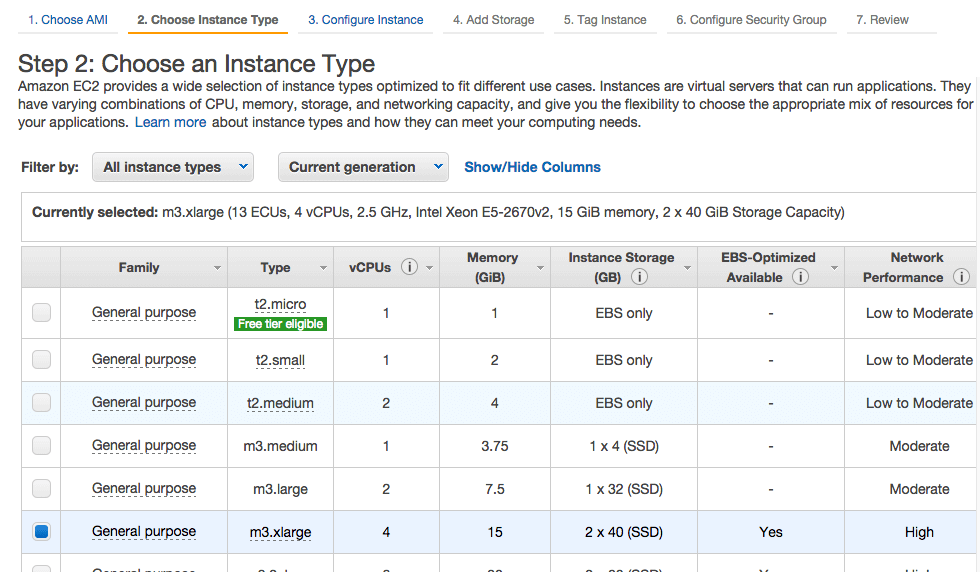 1. Choose AMI 2. Choose Instance Type 3. Configure Instance 4. Add Storage 5. Tag Instance 6. Configure Security Group 7. Review
Step 2: Choose an Instance Type
Amazon EC2 provides a wide selection of instance types optimized to fit different use cases. Instances are virtual servers that can run applications. They
have varying combinations of CPU, memory, storage, and networking capacity, and give you the flexibility to choose the appropriate mix of resources for
your applications. Learn more about instance types and how they can meet your computing needs.
Filter by: All instance types Current generation Show/Hide Columns
Currently selected: m3.xlarge (13 ECUs, 4 vCPUs, 2.5 GHz, Intel Xeon E5-2670v2, 15 GiB memory, 2 x 40 GiB Storage Capacity)
Family Type vCPUs i Memory (GiB) Instance Storage (GB) i EBS-Optimized Available i Network Performance i
General purpose t2.micro Free tier eligible 1 1 EBS only - Low to Moderate
General purpose t2.small 1 2 EBS only - Low to Moderate
General purpose t2.medium 2 4 EBS only - Low to Moderate
General purpose m3.medium 1 3.75 1 x 4 (SSD) - Moderate
General purpose m3.large 2 7.5 1 x 32 (SSD) - Moderate
General purpose m3.xlarge 4 15 2 x 40 (SSD) Yes High